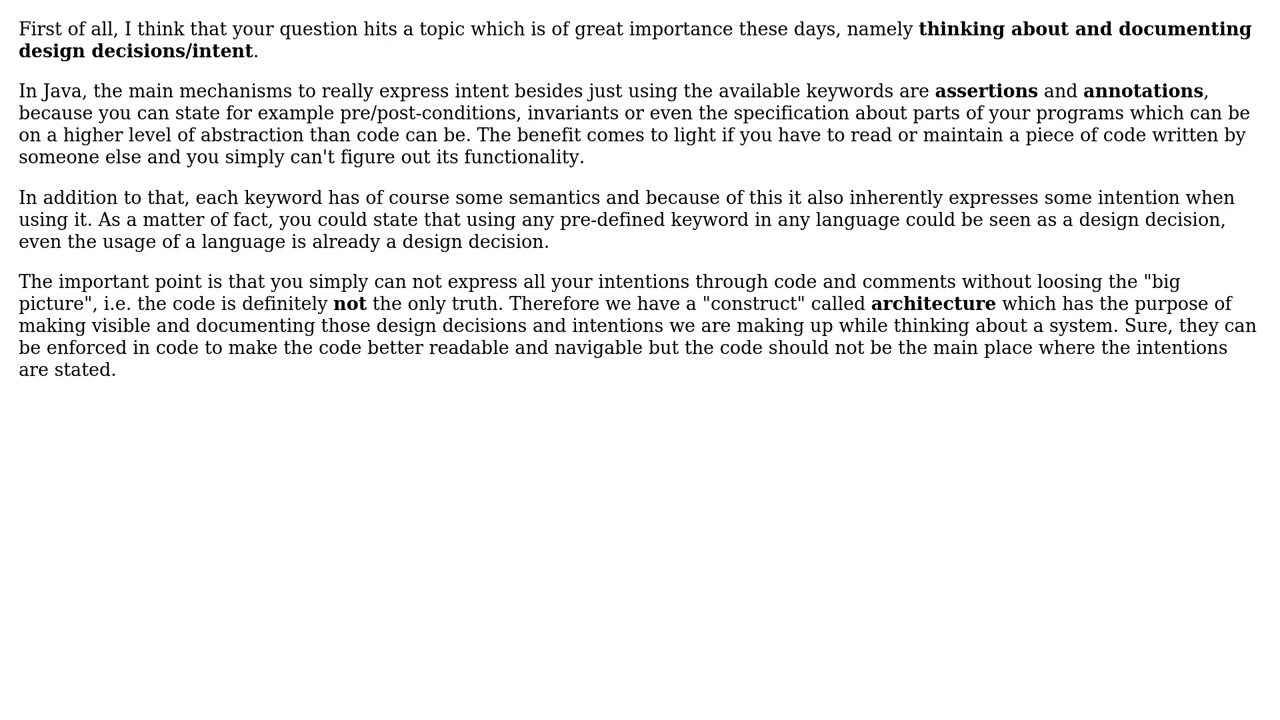 First of all, I think that your question hits a topic which is of great importance these days, namely thinking about and documenting
design decisions/intent.
In Java, the main mechanisms to really express intent besides just using the available keywords are assertions and annotations,
because you can state for example pre/post-conditions, invariants or even the specification about parts of your programs which can be
on a higher level of abstraction than code can be. The benefit comes to light if you have to read or maintain a piece of code written by
someone else and you simply can't figure out its functionality.
In addition to that, each keyword has of course some semantics and because of this it also inherently expresses some intention when
using it. As a matter of fact, you could state that using any pre-defined keyword in any language could be seen as a design decision,
even the usage of a language is already a design decision.
The important point is that you simply can not express all your intentions through code and comments without loosing the "big
picture", i.e. the code is definitely not the only truth. Therefore we have a "construct" called architecture which has the purpose of
making visible and documenting those design decisions and intentions we are making up while thinking about a system. Sure, they can
be enforced in code to make the code better readable and navigable but the code should not be the main place where the intentions
are stated.